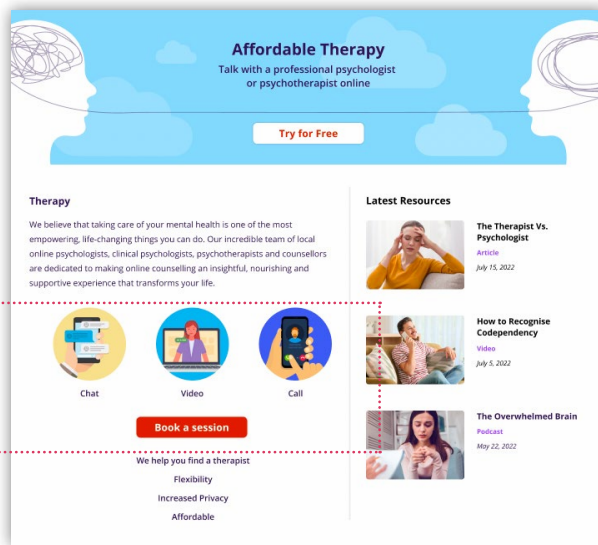 Affordable Therapy
Talk with a professional psychologist
or psychotherapist online
Try for Free
Therapy
We believe that taking care of your mental health is one of the most
empowering, life-changing things you can do. Our incredible team of local
online psychologists, clinical psychologists, psychotherapists and counsellors
are dedicated to making online counselling an insightful, nourishing and
supportive experience that transforms your life.
Chat
Video
Call
Book a session
We help you find a therapist
Flexibility
Increased Privacy
Affordable
Latest Resources
The Therapist Vs.
Psychologist
Article
July 15, 2022
How to Recognise
Codependency
Video
July 5, 2022
The Overwhelmed Brain
Podcast
May 22, 2022